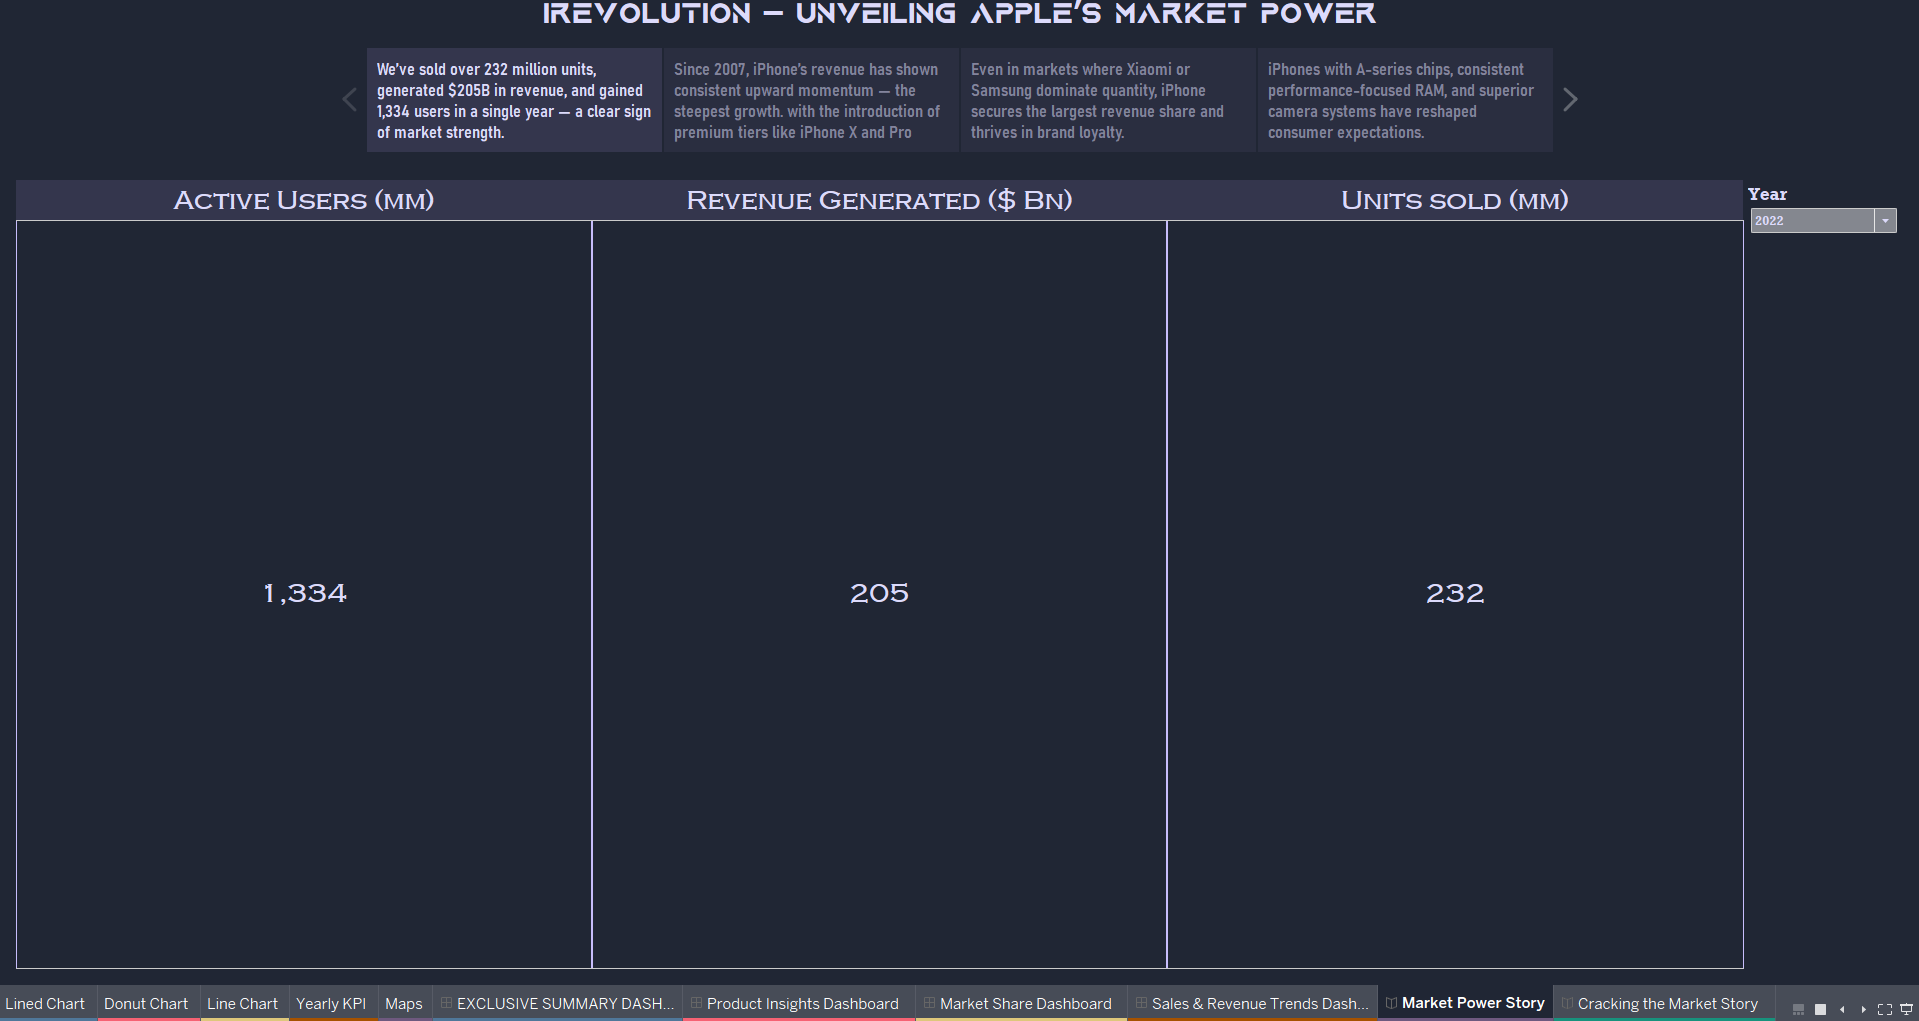 IREVOLUTION – UNVEILING APPLE'S MARKET POWER
We've sold over 232 million units,
generated $205B in revenue, and gained
1,334 users in a single year — a clear sign
of market strength.
Since 2007, iPhone's revenue has shown
consistent upward momentum — the
steepest growth. with the introduction of
premium tiers like iPhone X and Pro
Even in markets where Xiaomi or
Samsung dominate quantity, iPhone
secures the largest revenue share and
thrives in brand loyalty.
iPhones with A-series chips, consistent
performance-focused RAM, and superior
camera systems have reshaped
consumer expectations.
Active Users (mm) Revenue Generated ($ Bn) Units sold (mm)
Year
2022
1,334 205 232
Lined Chart Donut Chart Line Chart Yearly KPI Maps EXCLUSIVE SUMMARY DASH... Product Insights Dashboard Market Share Dashboard Sales & Revenue Trends Dash... Market Power Story Cracking the Market Story